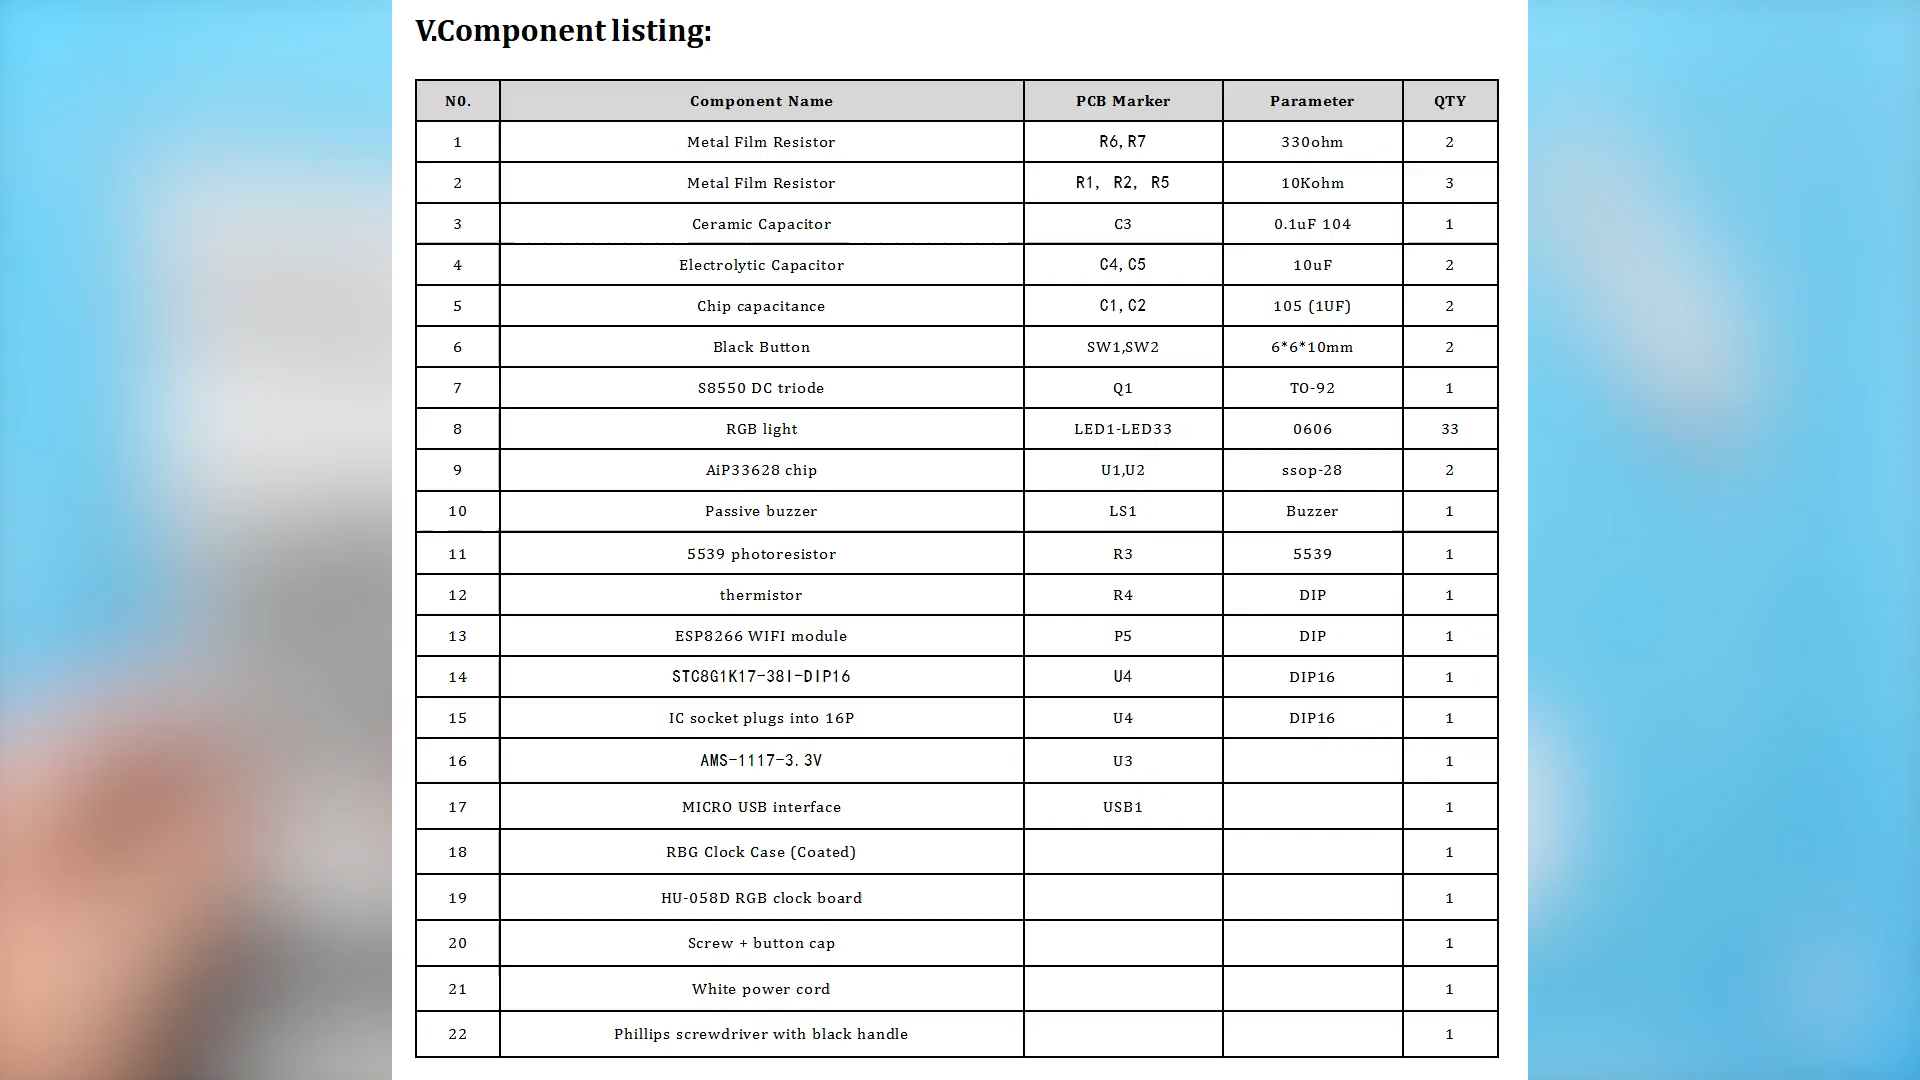 V.Component listing:
N0. Component Name PCB Marker Parameter QTY
1 Metal Film Resistor R6,R7 330ohm 2
2 Metal Film Resistor R1, R2, R5 10Kohm 3
3 Ceramic Capacitor C3 0.1uF 104 1
4 Electrolytic Capacitor C4,C5 10uF 2
5 Chip capacitance C1,C2 105 (1UF) 2
6 Black Button SW1,SW2 6*6*10mm 2
7 S8550 DC triode Q1 TO-92 1
8 RGB light LED1-LED33 0606 33
9 AiP33628 chip U1,U2 ssop-28 2
10 Passive buzzer LS1 Buzzer 1
11 5539 photoresistor R3 5539 1
12 thermistor R4 DIP 1
13 ESP8266 WIFI module P5 DIP 1
14 STC8G1K17-38I-DIP16 U4 DIP16 1
15 IC socket plugs into 16P U4 DIP16 1
16 AMS-1117-3.3V U3 1
17 MICRO USB interface USB1 1
18 RBG Clock Case (Coated) 1
19 HU-058D RGB clock board 1
20 Screw + button cap 1
21 White power cord 1
22 Phillips screwdriver with black handle 1